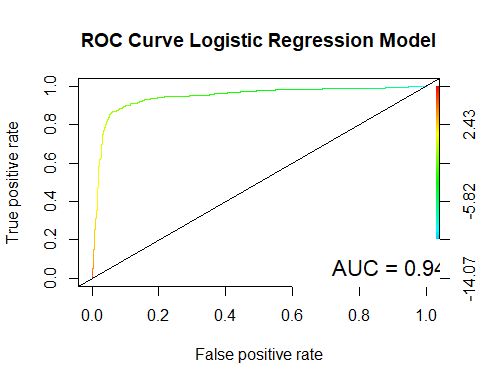 ROC Curve Logistic Regression Model
True positive rate
1.0
0.8
0.6
0.4
0.2
0.0
2.43
-5.82
-14.07
AUC = 0.94
0.0 0.2 0.4 0.6 0.8 1.0
False positive rate